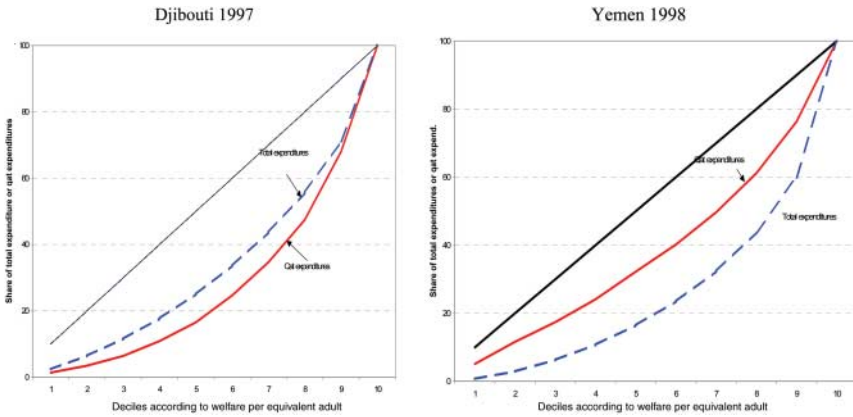 Djibouti 1997
Share of total expenditure or qat expenditures
100
80
60
40
20
0
Total expenditures
Qat expenditures
1 2 3 4 5 6 7 8 9 10
Deciles according to welfare per equivalent adult
Yemen 1998
Share of total expenditure or qat expend.
100
80
60
40
20
0
Qat expenditures
Total expenditures
1 2 3 4 5 6 7 8 9 10
Deciles according to welfare per equivalent adult